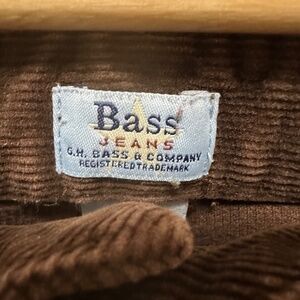 Bass
JEANS
G.H. BASS & COMPANY
REGISTERED TRADEMARK